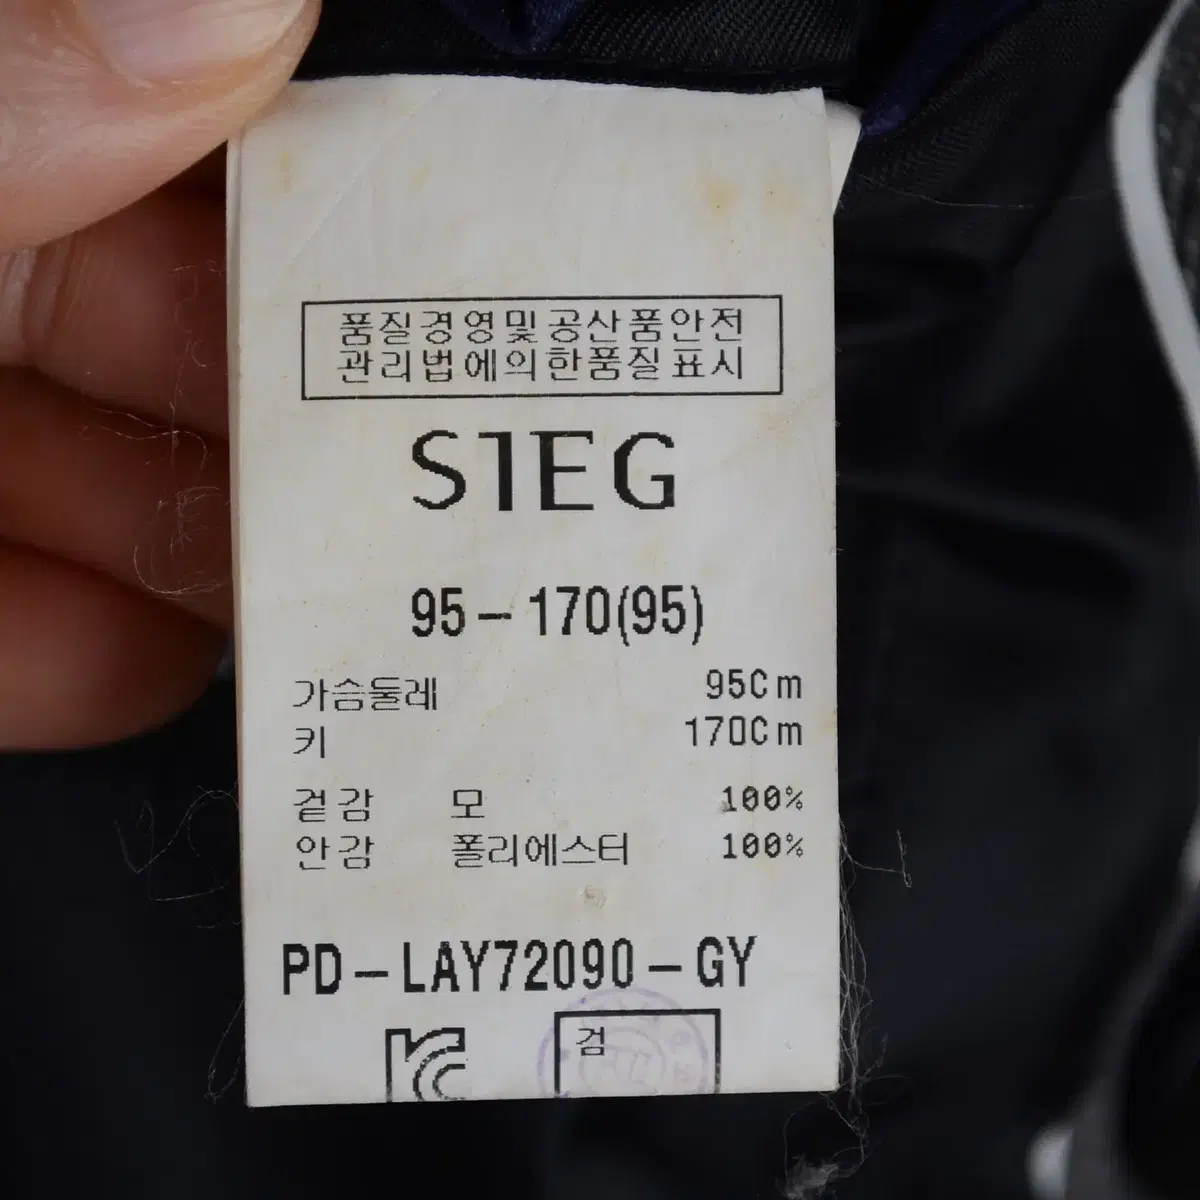 품질경영및공산품안전
관리법에의한품질표시
SIEG
95-170(95)
가슴둘레 95Cm
키 170Cm
겉감 모 100%
안감 폴리에스터 100%
PD-LAY72090-GY
검